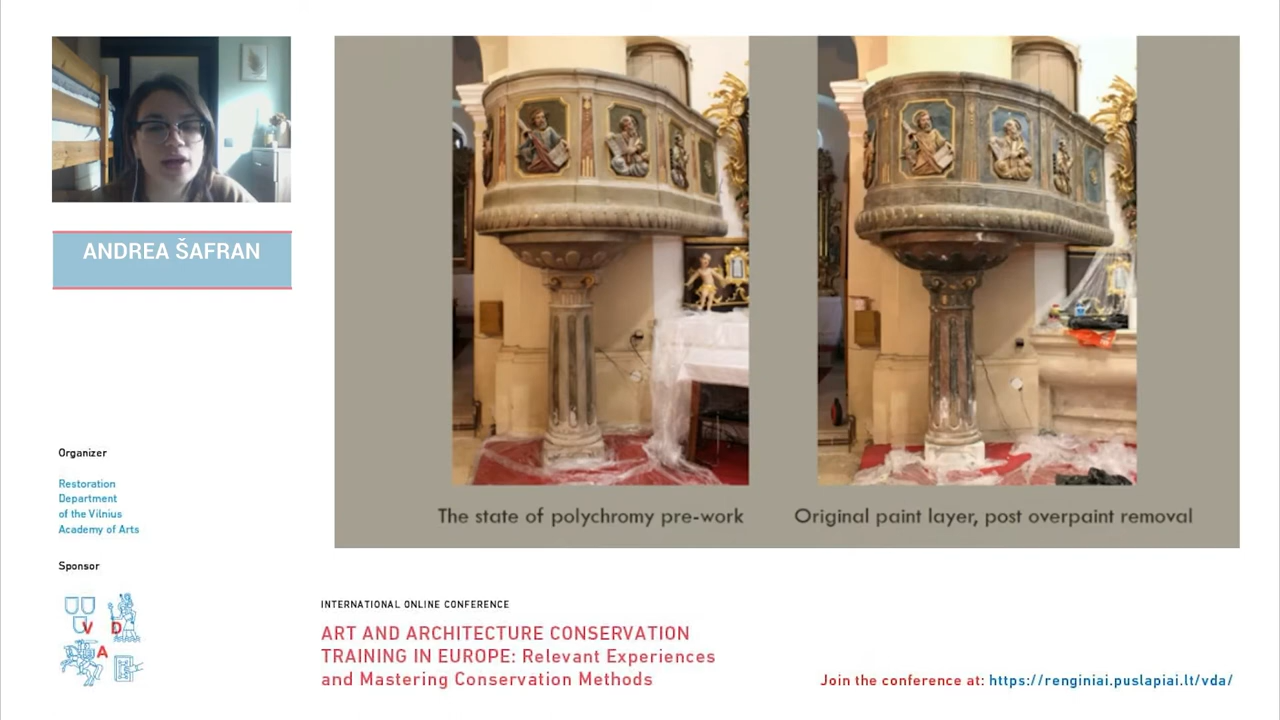 ANDREA ŠAFRAN
The state of polychromy pre-work
Original paint layer, post overpaint removal
Organizer
Restoration
Department
of the Vilnius
Academy of Arts
Sponsor
V D
A
INTERNATIONAL ONLINE CONFERENCE
ART AND ARCHITECTURE CONSERVATION
TRAINING IN EUROPE: Relevant Experiences
and Mastering Conservation Methods
Join the conference at: https://renginiai.puslapiai.lt/vda/